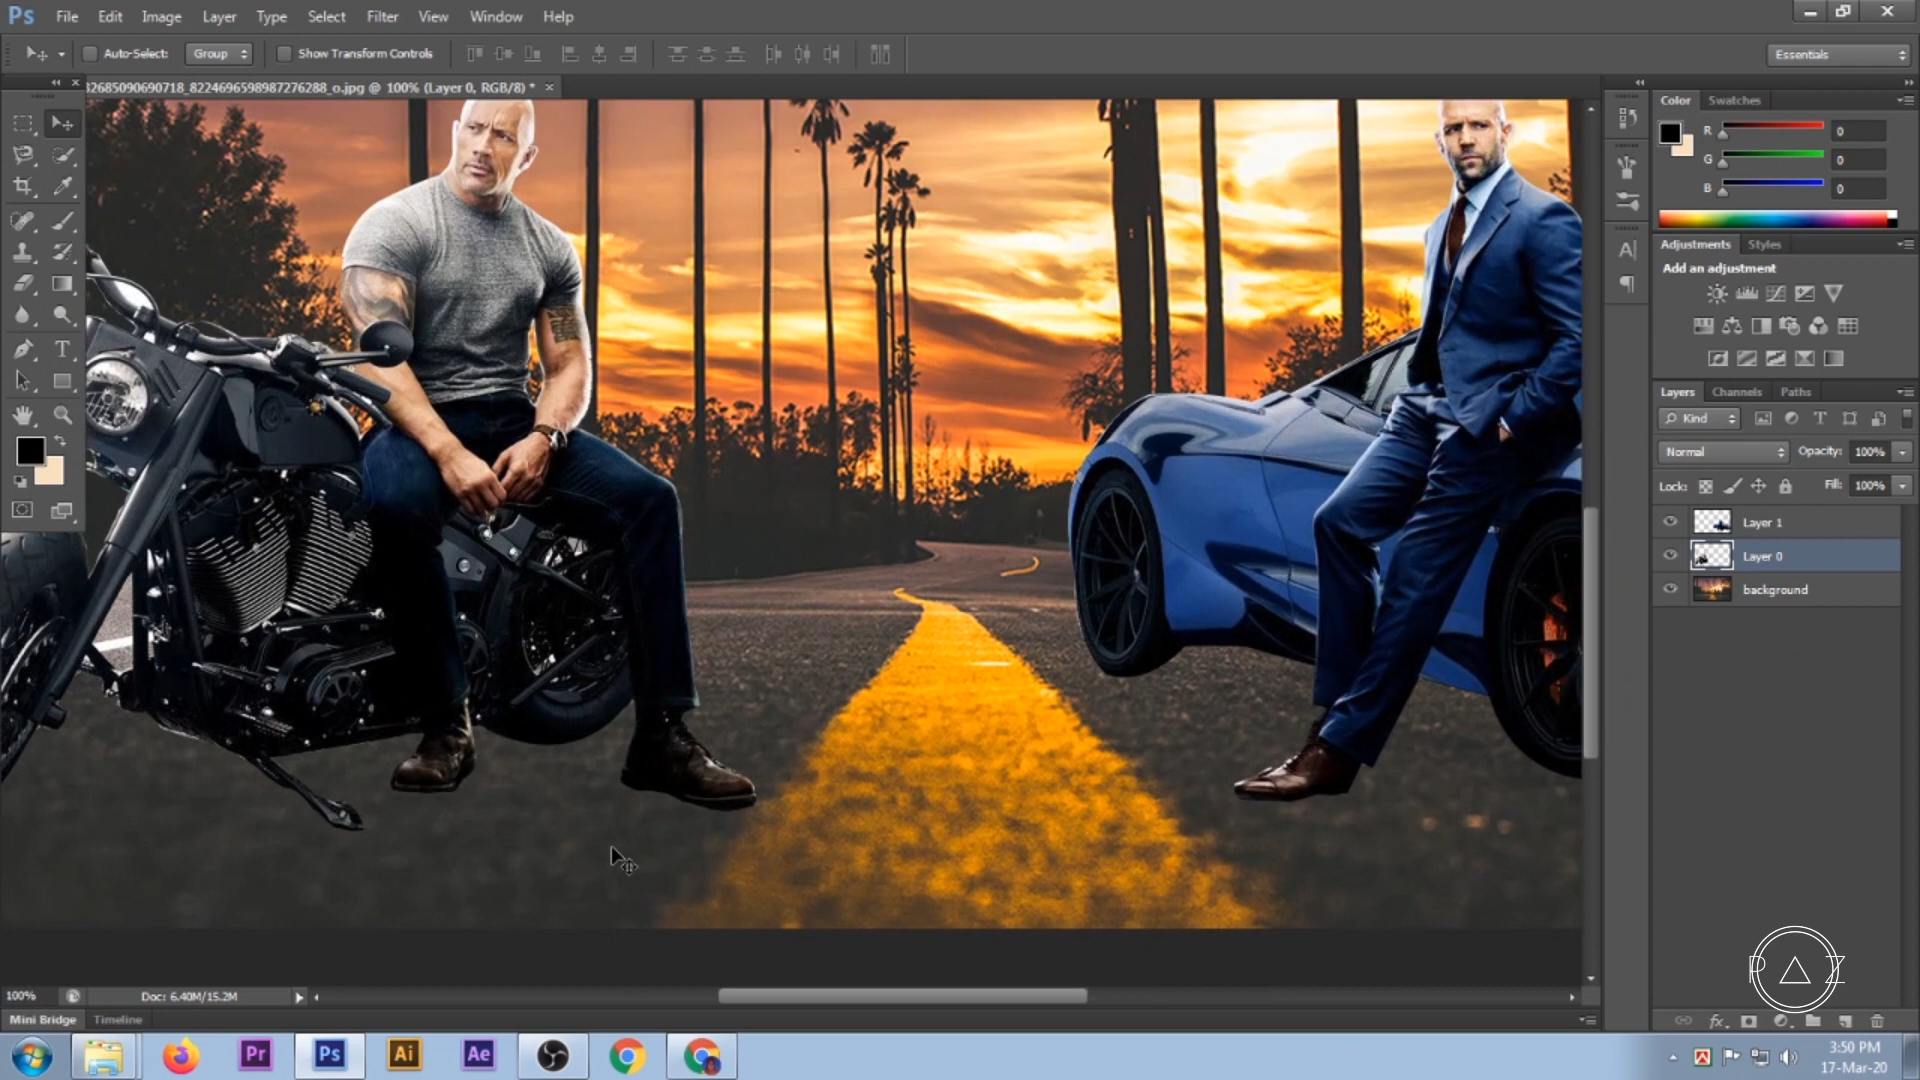 Ps File Edit Image Layer Type Select Filter View Window Help
Auto-Select: Group Show Transform Controls Essentials
32685090690718_8224696598987276288_o.jpg @ 100% (Layer 0, RGB/8) *
Color Swatches
R 0
G 0
B 0
Adjustments Styles
Add an adjustment
Layers Channels Paths
Kind
Normal Opacity: 100%
Lock: Fill: 100%
Layer 1
Layer 0
background
P Z
100% Doc: 6.40M/15.2M
fx
Mini Bridge Timeline
Pr Ps Ai Ae
3:50 PM
17-Mar-20